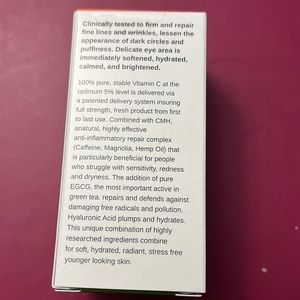 Clinically tested to firm and repair
fine lines and wrinkles, lessen the
appearance of dark circles and
puffiness. Delicate eye area is
immediately softened, hydrated,
calmed, and brightened.
100% pure, stable Vitamin C at the
optimum 5% level is delivered via
a patented delivery system insuring
full strength, fresh product from first
to last use. Combined with CMH,
anatural, highly effective
anti-inflammatory repair complex
(Caffeine, Magnolia, Hemp Oil) that
is particularly beneficial for people
who struggle with sensitivity, redness
and dryness. The addition of pure
EGCG, the most important active in
green tea. repairs and defends against
damaging free radicals and pollution.
Hyaluronic Acid plumps and hydrates.
This unique combination of highly
researched ingredients combine
for soft, hydrated, radiant, stress free
younger looking skin.